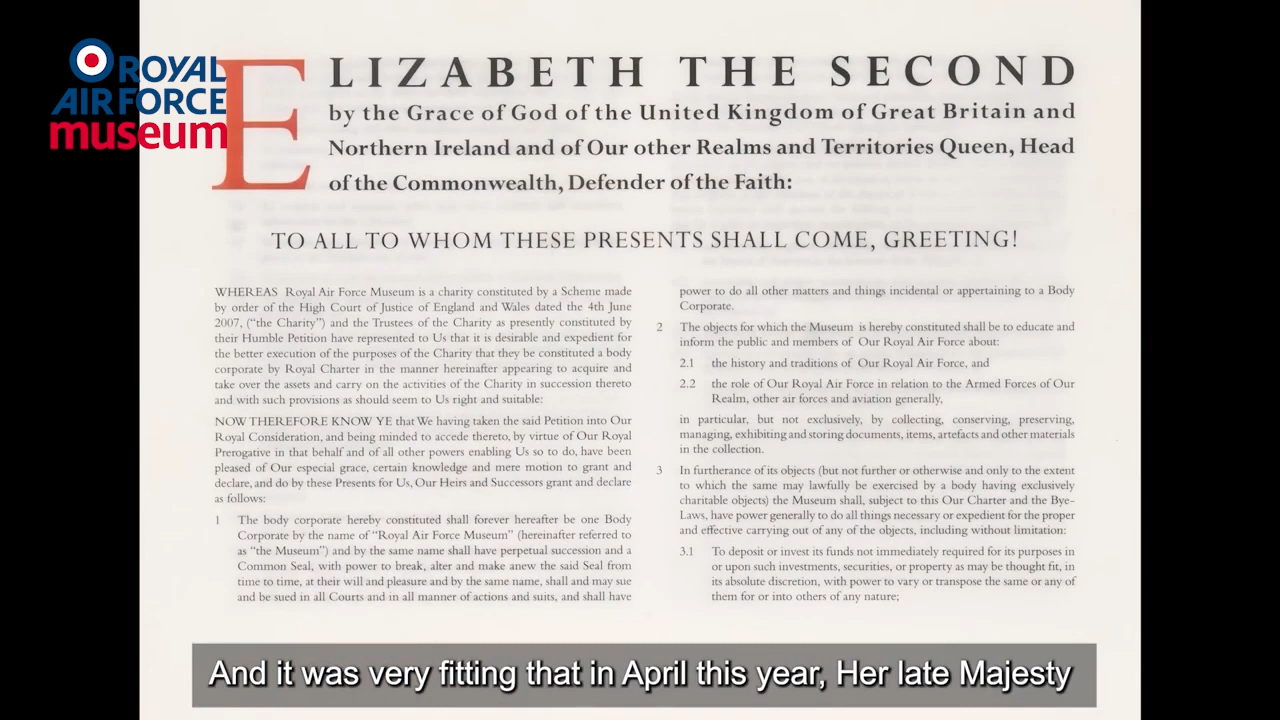 ROYAL
AIR FORCE
museum
ELIZABETH THE SECOND
by the Grace of God of the United Kingdom of Great Britain and
Northern Ireland and of Our other Realms and Territories Queen, Head
of the Commonwealth, Defender of the Faith:
TO ALL TO WHOM THESE PRESENTS SHALL COME, GREETING!
WHEREAS Royal Air Force Museum is a charity constituted by a Scheme made
by order of the High Court of Justice of England and Wales dated the 4th June
2007, ("the Charity") and the Trustees of the Charity as presently constituted by
their Humble Petition have represented to Us that it is desirable and expedient for
the better execution of the purposes of the Charity that they be constituted a body
corporate by Royal Charter in the manner hereinafter appearing to acquire and
take over the assets and carry on the activities of the Charity in succession thereto
and with such provisions as should seem to Us right and suitable:
NOW THEREFORE KNOW YE that We having taken the said Petition into Our
Royal Consideration, and being minded to accede thereto, by virtue of Our Royal
Prerogative in that behalf and of all other powers enabling Us so to do, have been
pleased of Our especial grace, certain knowledge and mere motion to grant and
declare, and do by these Presents for Us, Our Heirs and Successors grant and declare
as follows:
1 The body corporate hereby constituted shall forever hereafter be one Body
Corporate by the name of "Royal Air Force Museum" (hereinafter referred to
as "the Museum") and by the same name shall have perpetual succession and a
Common Seal, with power to break, alter and make anew the said Seal from
time to time, at their will and pleasure and by the same name, shall and may sue
and be sued in all Courts and in all manner of actions and suits, and shall have
power to do all other matters and things incidental or appertaining to a Body
Corporate.
2 The objects for which the Museum is hereby constituted shall be to educate and
inform the public and members of Our Royal Air Force about:
2.1 the history and traditions of Our Royal Air Force, and
2.2 the role of Our Royal Air Force in relation to the Armed Forces of Our
Realm, other air forces and aviation generally,
in particular, but not exclusively, by collecting, conserving, preserving,
managing, exhibiting and storing documents, items, artefacts and other materials
in the collection.
3 In furtherance of its objects (but not further or otherwise and only to the extent
to which the same may lawfully be exercised by a body having exclusively
charitable objects) the Museum shall, subject to this Our Charter and the Bye-
Laws, have power generally to do all things necessary or expedient for the proper
and effective carrying out of any of the objects, including without limitation:
3.1 To deposit or invest its funds not immediately required for its purposes in
or upon such investments, securities, or property as may be thought fit, in
its absolute discretion, with power to vary or transpose the same or any of
them for or into others of any nature;
And it was very fitting that in April this year, Her late Majesty